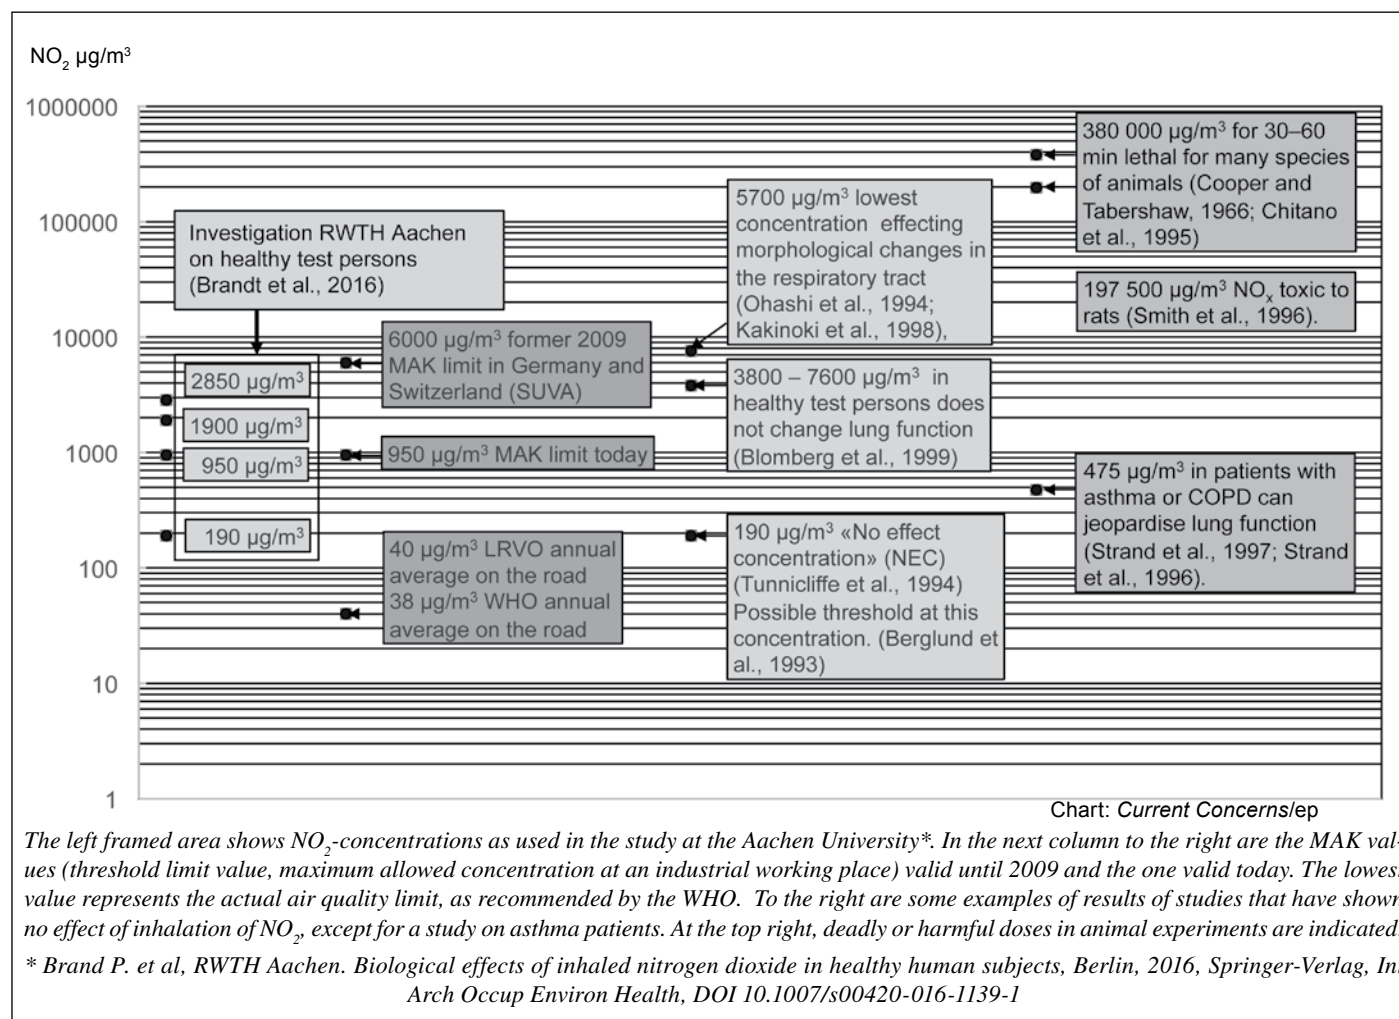 NO₂ µg/m³
1000000
100000
10000
1000
100
10
1
Investigation RWTH Aachen
on healthy test persons
(Brandt et al., 2016)
2850 µg/m³
1900 µg/m³
950 µg/m³
190 µg/m³
6000 µg/m³ former 2009
MAK limit in Germany and
Switzerland (SUVA)
950 µg/m³ MAK limit today
40 µg/m³ LRVO annual
average on the road
38 µg/m³ WHO annual
average on the road
5700 µg/m³ lowest
concentration effecting
morphological changes in
the respiratory tract
(Ohashi et al., 1994;
Kakinoki et al., 1998),
3800 – 7600 µg/m³ in
healthy test persons does
not change lung function
(Blomberg et al., 1999)
190 µg/m³ «No effect
concentration» (NEC)
(Tunnicliffe et al., 1994)
Possible threshold at this
concentration. (Berglund et
al., 1993)
380 000 µg/m³ for 30–60
min lethal for many species
of animals (Cooper and
Tabershaw, 1966; Chitano
et al., 1995)
197 500 µg/m³ NOₓ toxic to
rats (Smith et al., 1996).
475 µg/m³ in patients with
asthma or COPD can
jeopardise lung function
(Strand et al., 1997; Strand
et al., 1996).
Chart: Current Concerns/ep
The left framed area shows NO₂-concentrations as used in the study at the Aachen University*. In the next column to the right are the MAK val-
ues (threshold limit value, maximum allowed concentration at an industrial working place) valid until 2009 and the one valid today. The lowest
value represents the actual air quality limit, as recommended by the WHO. To the right are some examples of results of studies that have shown
no effect of inhalation of NO₂, except for a study on asthma patients. At the top right, deadly or harmful doses in animal experiments are indicated.
* Brand P. et al, RWTH Aachen. Biological effects of inhaled nitrogen dioxide in healthy human subjects, Berlin, 2016, Springer-Verlag, Int
Arch Occup Environ Health, DOI 10.1007/s00420-016-1139-1